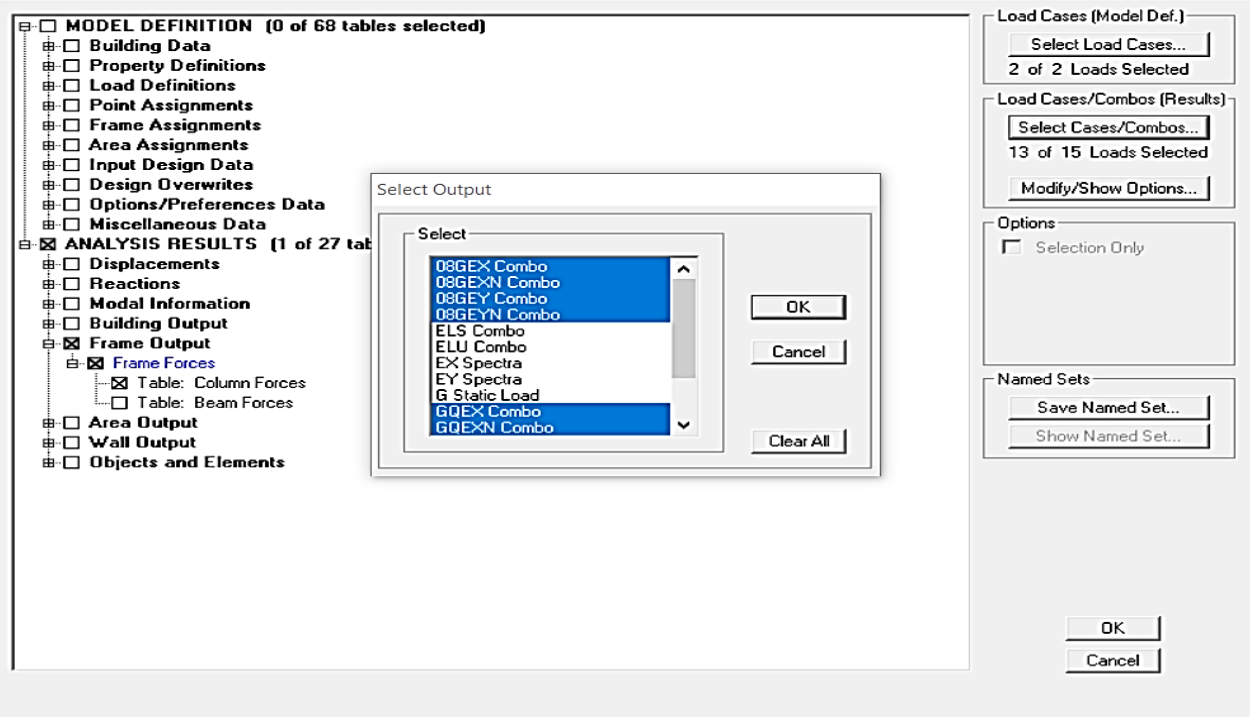 MODEL DEFINITION (0 of 68 tables selected)
Building Data
Property Definitions
Load Definitions
Point Assignments
Frame Assignments
Area Assignments
Input Design Data
Design Overwrites
Options/Preferences Data
Miscellaneous Data
ANALYSIS RESULTS (1 of 27 tab
Displacements
Reactions
Modal Information
Building Output
Frame Output
Frame Forces
Table: Column Forces
Table: Beam Forces
Area Output
Wall Output
Objects and Elements
Select Output
Select
08GEX Combo
08GEXN Combo
08GEY Combo
08GEYN Combo
ELS Combo
ELU Combo
EX Spectra
EY Spectra
G Static Load
GQEX Combo
GQEXN Combo
OK
Cancel
Clear All
Load Cases (Model Def.)
Select Load Cases...
2 of 2 Loads Selected
Load Cases/Combos (Results)
Select Cases/Combos...
13 of 15 Loads Selected
Modify/Show Options...
Options
Selection Only
Named Sets
Save Named Set...
Show Named Set...
OK
Cancel